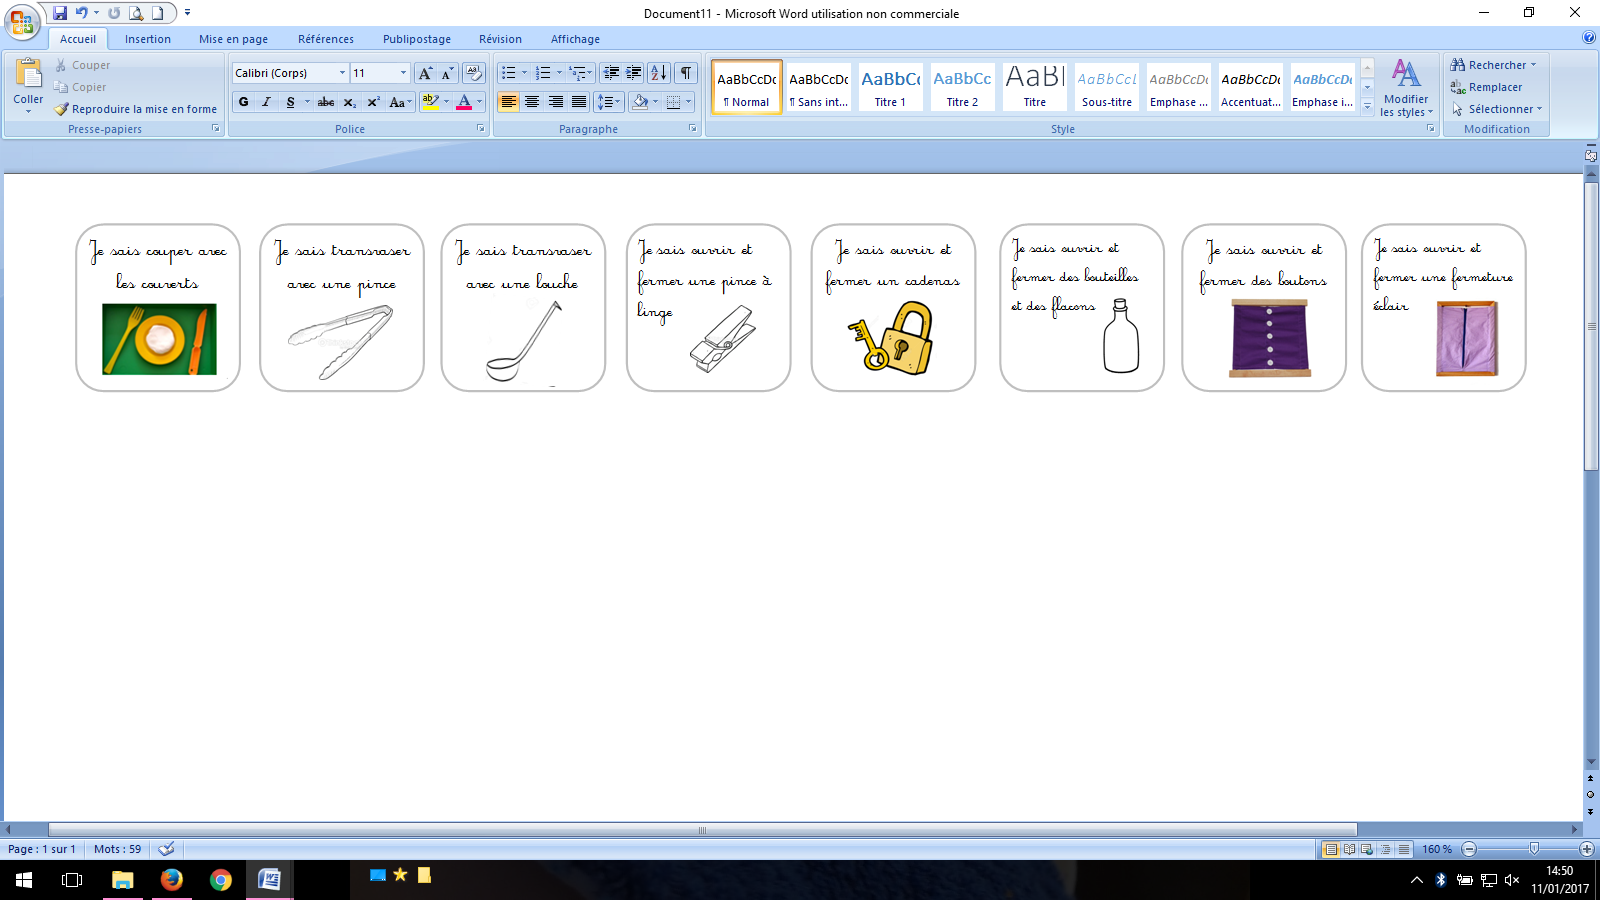 Document11 - Microsoft Word utilisation non commerciale
Accueil
Insertion
Mise en page
Références
Publipostage
Révision
Affichage
Coller
Couper
Copier
Reproduire la mise en forme
Presse-papiers
Calibri (Corps)
11
G I S abc x₂ x² Aa
Police
Paragraphe
AaBbCcDc
¶ Normal
AaBbCcDc
¶ Sans int...
AaBbCc
Titre 1
AaBbCc
Titre 2
AaBl
Titre
AaBbCcL
Sous-titre
AaBbCcDc
Emphase ...
AaBbCcDc
Accentuat...
AaBbCcDc
Emphase i...
Modifier
les styles
Style
Rechercher
Remplacer
Sélectionner
Modification
Je sais couper avec
les couverts
Je sais transvaser
avec une pince
Je sais transvaser
avec une louche
Je sais ouvrir et
fermer une pince à
linge
Je sais ouvrir et
fermer un cadenas
Je sais ouvrir et
fermer des bouteilles
et des flacons
Je sais ouvrir et
fermer des boutons
Je sais ouvrir et
fermer une fermeture
éclair
Page : 1 sur 1
Mots : 59
160 %
14:50
11/01/2017